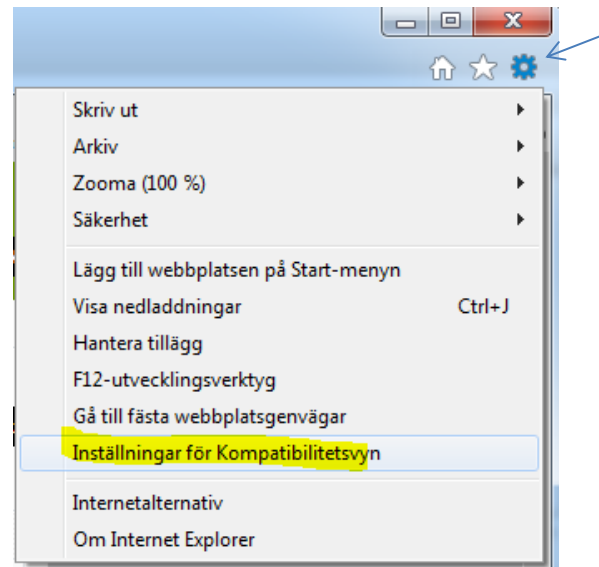 Skriv ut
Arkiv
Zooma (100 %)
Säkerhet
Lägg till webbplatsen på Start-menyn
Visa nedladdningar Ctrl+J
Hantera tillägg
F12-utvecklingsverktyg
Gå till fästa webbplatsgenvägar
Inställningar för Kompatibilitetsvyn
Internetalternativ
Om Internet Explorer